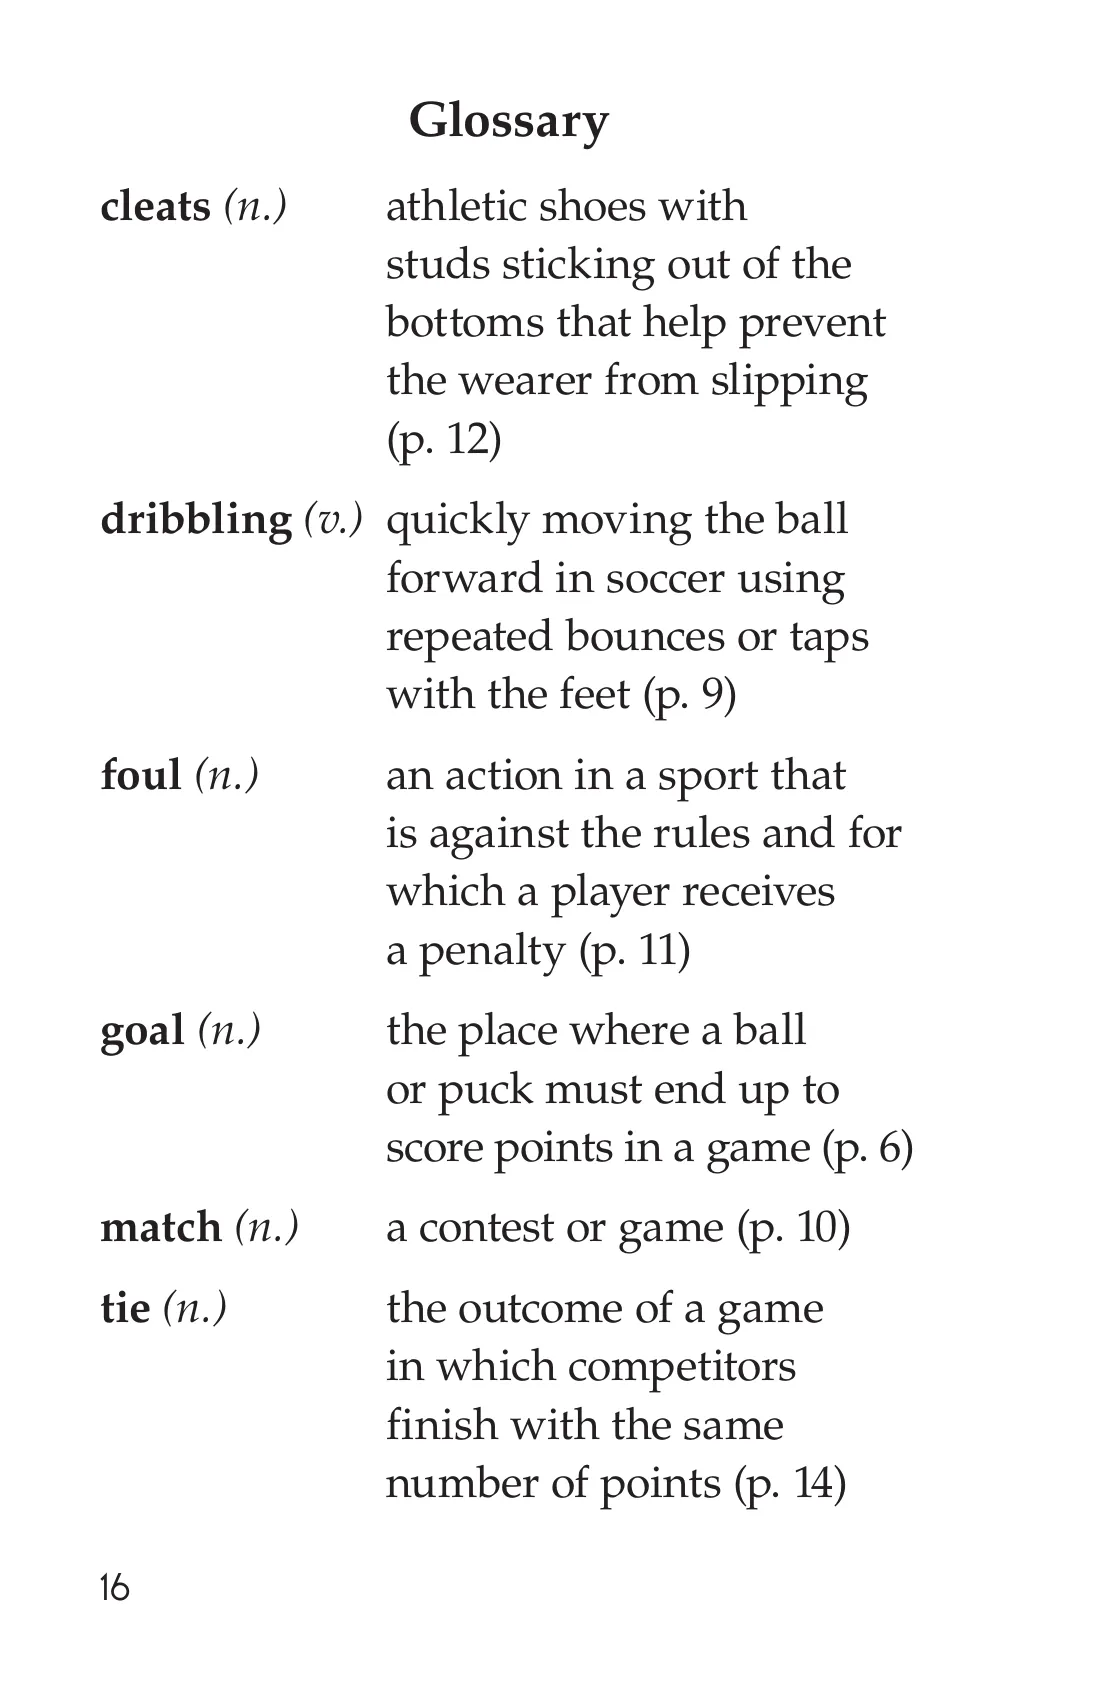 Glossary
cleats (n.) athletic shoes with
studs sticking out of the
bottoms that help prevent
the wearer from slipping
(p. 12)
dribbling (v.) quickly moving the ball
forward in soccer using
repeated bounces or taps
with the feet (p. 9)
foul (n.) an action in a sport that
is against the rules and for
which a player receives
a penalty (p. 11)
goal (n.) the place where a ball
or puck must end up to
score points in a game (p. 6)
match (n.) a contest or game (p. 10)
tie (n.) the outcome of a game
in which competitors
finish with the same
number of points (p. 14)
16